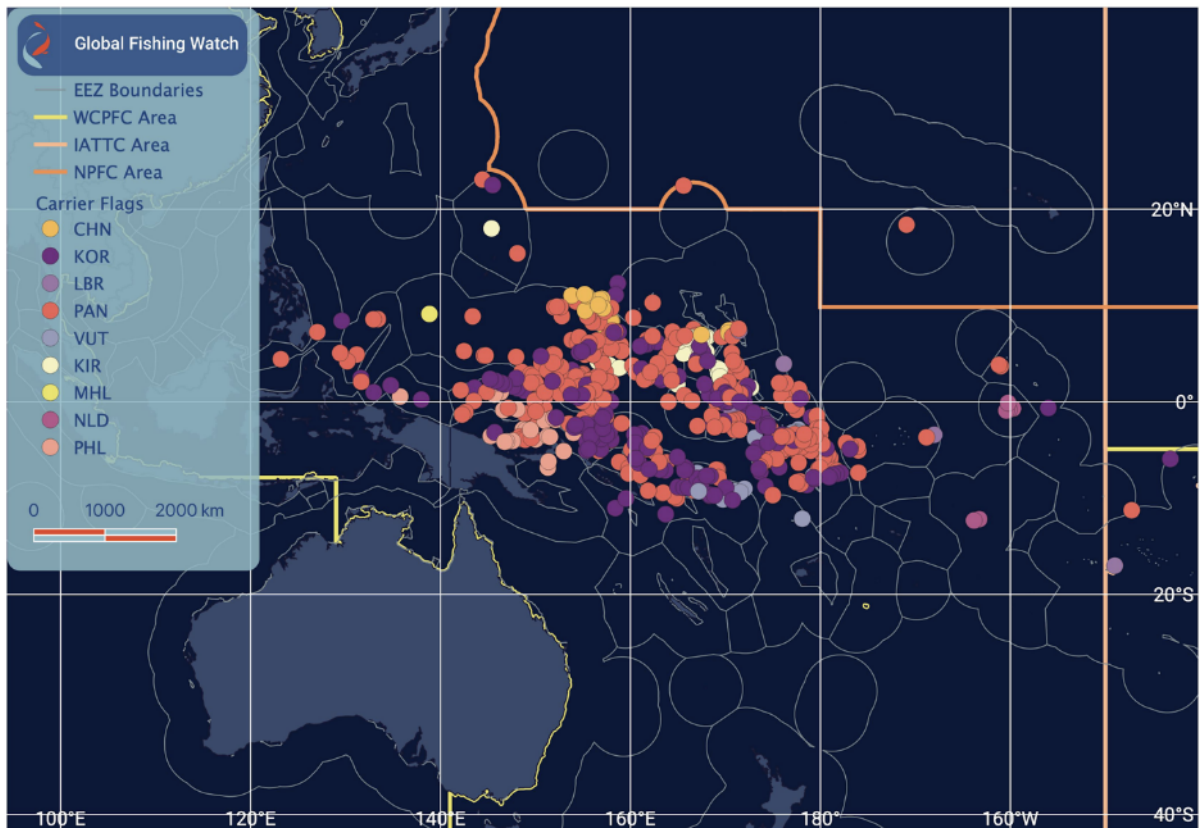 Global Fishing Watch
EEZ Boundaries
WCPFC Area
IATTC Area
NPFC Area
Carrier Flags
CHN
KOR
LBR
PAN
VUT
KIR
MHL
NLD
PHL
0 1000 2000 km
20°N
0°
20°S
40°S
100°E 120°E 140°E 160°E 180° 160°W